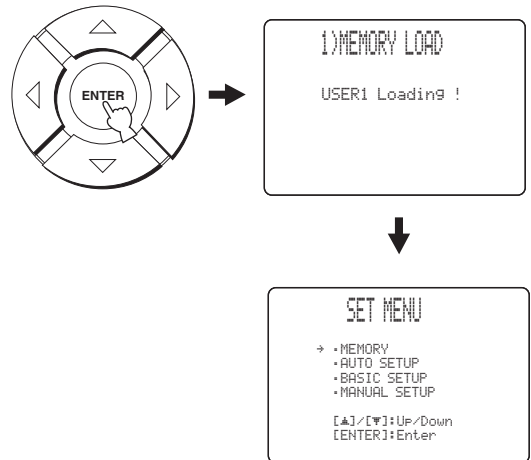 ENTER
1)MEMORY LOAD
USER1 Loading !
SET MENU
→ •MEMORY
•AUTO SETUP
•BASIC SETUP
•MANUAL SETUP
[▲]/[▼]:Up/Down
[ENTER]:Enter